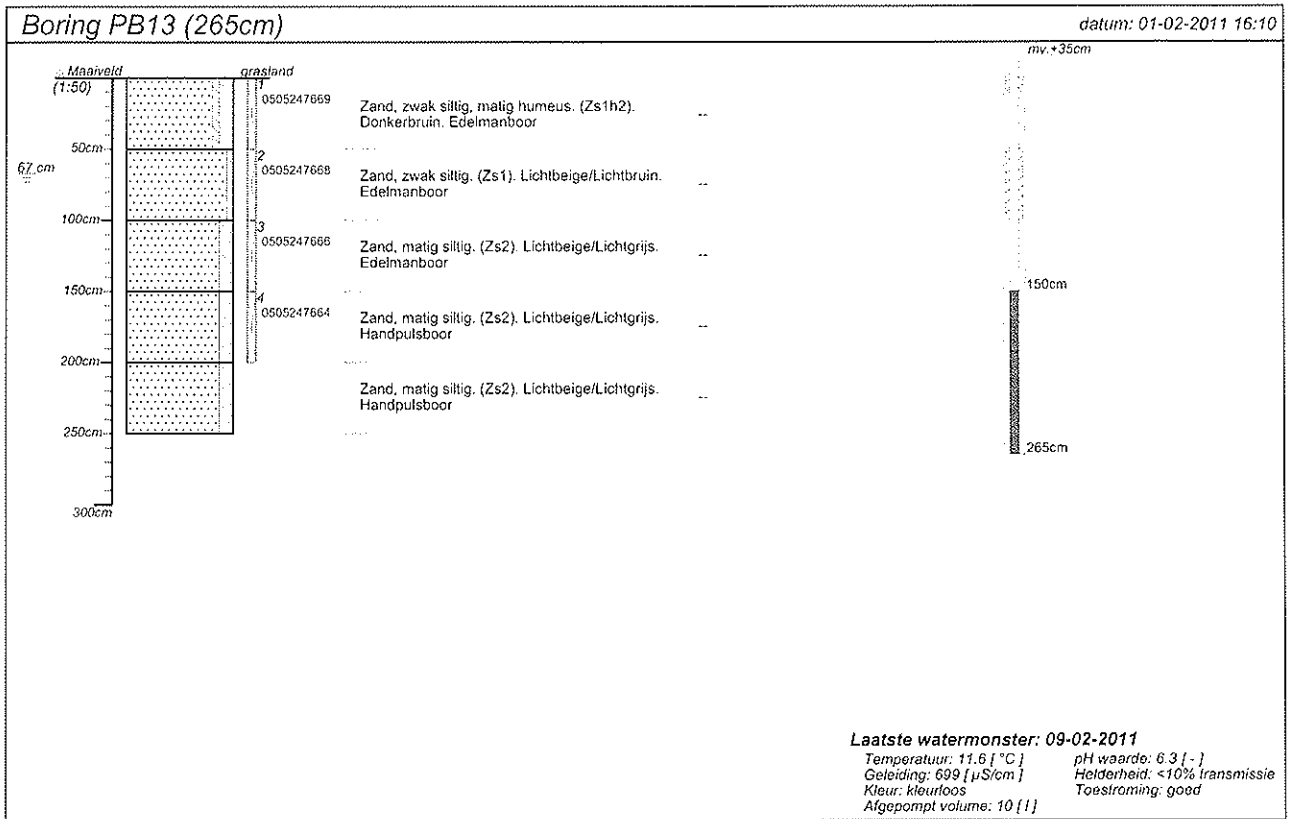 Boring PB13 (265cm)
datum: 01-02-2011 16:10
mv.+35cm
Maaiveld
grasland
(1:50)
1
0505247669
Zand, zwak siltig, matig humeus. (Zs1h2).
Donkerbruin. Edelmanboor
--
50cm
67 cm
2
0505247668
Zand, zwak siltig. (Zs1). Lichtbeige/Lichtbruin.
Edelmanboor
--
100cm
3
0505247666
Zand, matig siltig. (Zs2). Lichtbeige/Lichtgrijs.
Edelmanboor
--
150cm
150cm
4
0505247664
Zand, matig siltig. (Zs2). Lichtbeige/Lichtgrijs.
Handpulsboor
--
200cm
Zand, matig siltig. (Zs2). Lichtbeige/Lichtgrijs.
Handpulsboor
--
250cm
265cm
300cm
Laatste watermonster: 09-02-2011
Temperatuur: 11.6 [ °C ]
pH waarde: 6.3 [ - ]
Geleiding: 699 [ µS/cm ]
Helderheid: <10% transmissie
Kleur: kleurloos
Toestroming: goed
Afgepompt volume: 10 [ l ]